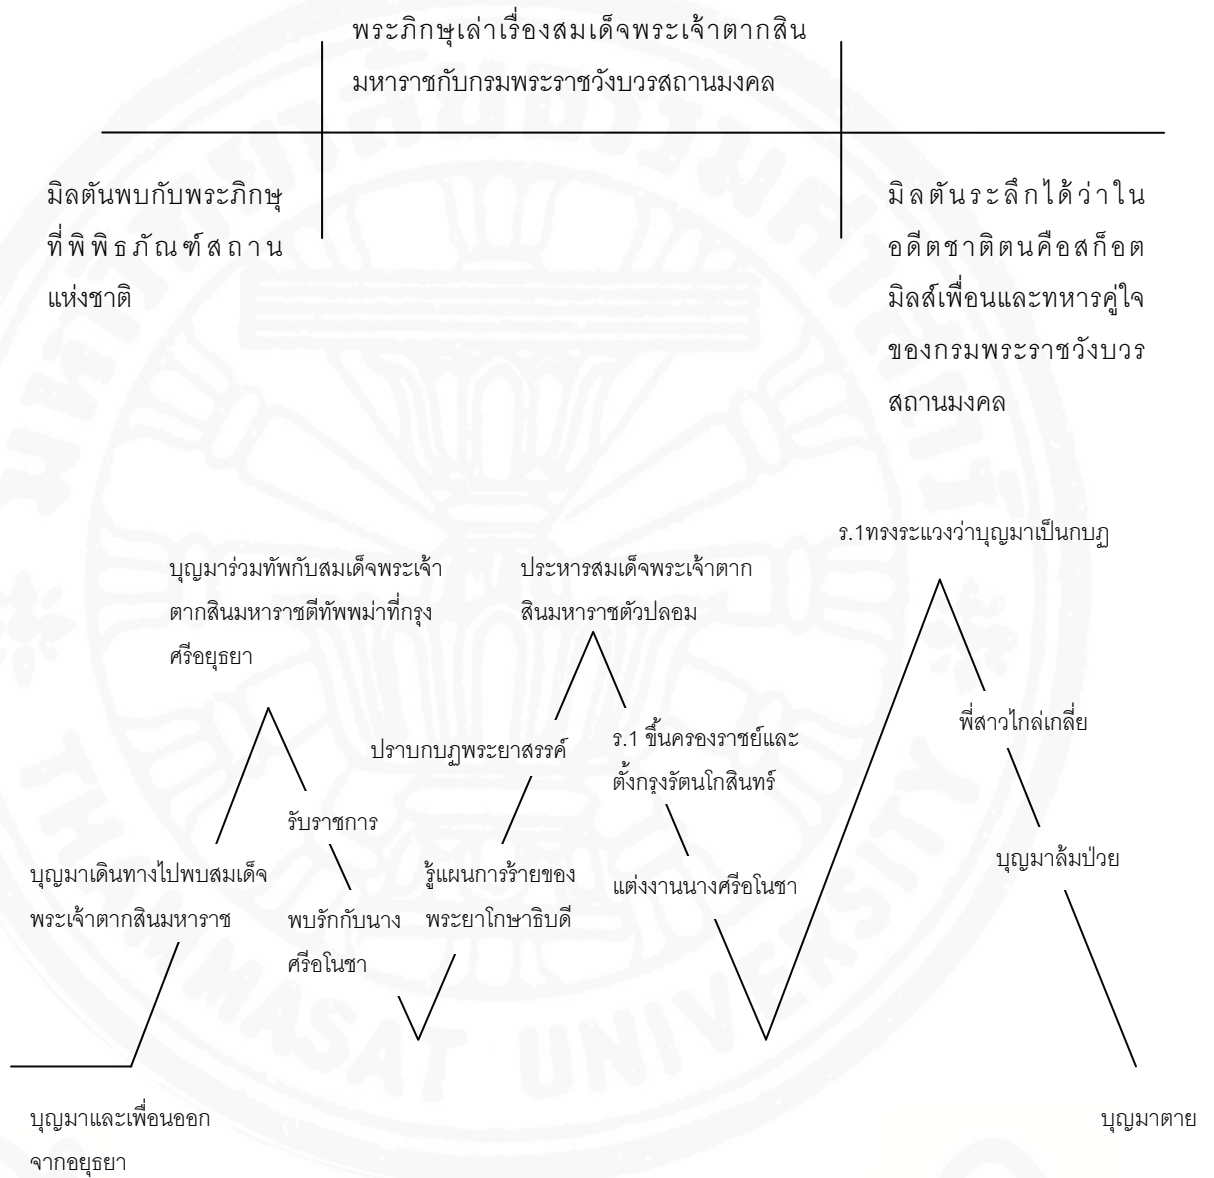 พระภิกษุเล่าเรื่องสมเด็จพระเจ้าตากสิน
มหาราชกับกรมพระราชวังบวรสถานมงคล
มิลตันพบกับพระภิกษุ
ที่พิพิธภัณฑ์สถาน
แห่งชาติ
มิลตันระลึกได้ว่าใน
อดีตชาติตนคือสก็อต
มิลส์เพื่อนและทหารคู่ใจ
ของกรมพระราชวังบวร
สถานมงคล
ร.1ทรงระแวงว่าบุญมาเป็นกบฏ
บุญมาร่วมทัพกับสมเด็จพระเจ้า
ตากสินมหาราชตีทัพพม่าที่กรุง
ศรีอยุธยา
ประหารสมเด็จพระเจ้าตาก
สินมหาราชตัวปลอม
พี่สาวไกล่เกลี่ย
ปราบกบฏพระยาสรรค์
ร.1 ขึ้นครองราชย์และ
ตั้งกรุงรัตนโกสินทร์
รับราชการ
บุญมาล้มป่วย
บุญมาเดินทางไปพบสมเด็จ
พระเจ้าตากสินมหาราช
รู้แผนการร้ายของ
พระยาโกษาธิบดี
แต่งงานนางศรีอโนชา
พบรักกับนาง
ศรีอโนชา
บุญมาและเพื่อนออก
จากอยุธยา
บุญมาตาย
มหาวิทยาลัยธรรมศาสตร์
THAMMASAT UNIVERSITY